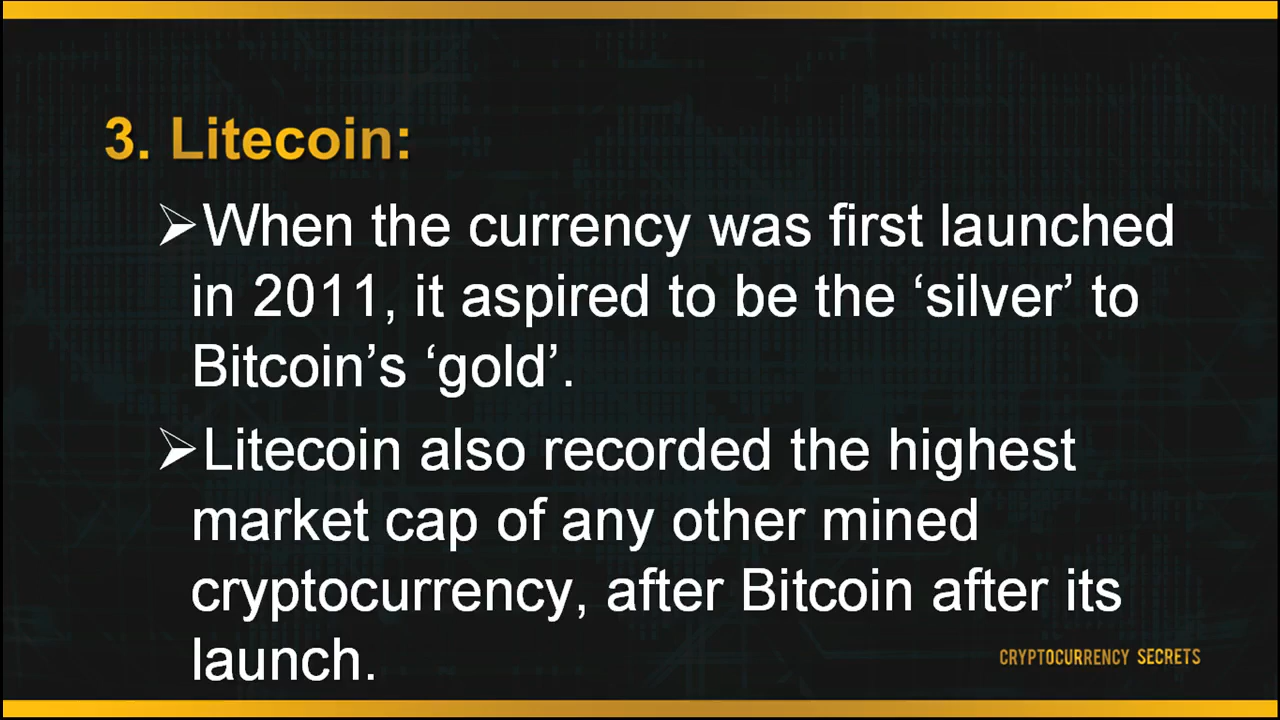 3. Litecoin:
➢When the currency was first launched
in 2011, it aspired to be the ‘silver’ to
Bitcoin’s ‘gold’.
➢Litecoin also recorded the highest
market cap of any other mined
cryptocurrency, after Bitcoin after its
launch.
CRYPTOCURRENCY SECRETS